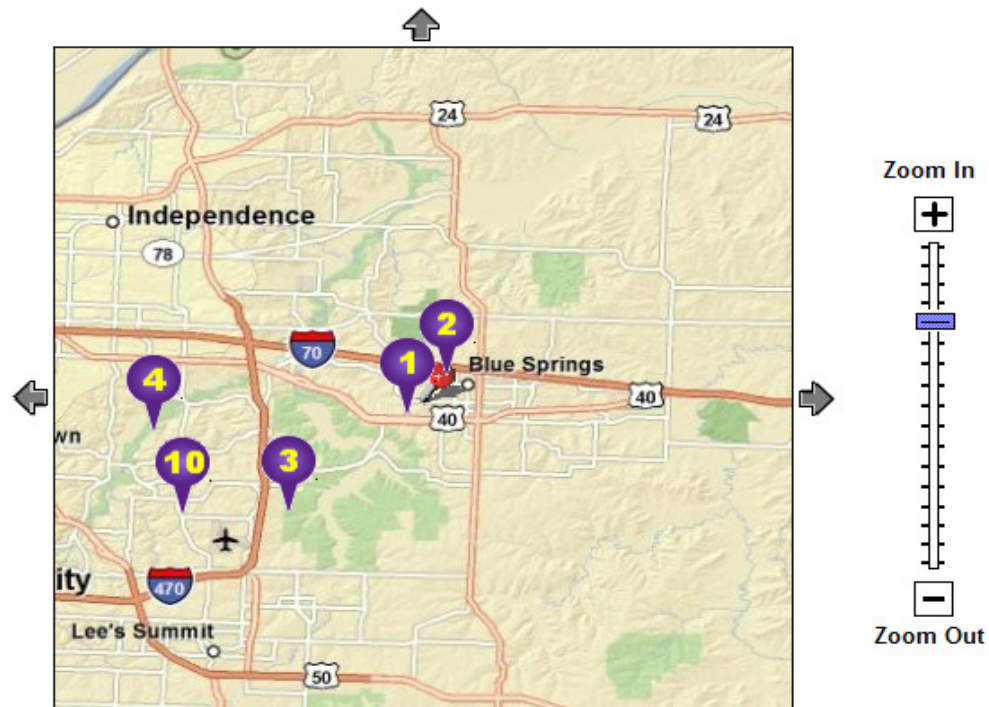 24
24
Zoom In
Independence
78
2
70
1
Blue Springs
4
40
40
wn
10
3
ity
470
Lee's Summit
Zoom Out
50